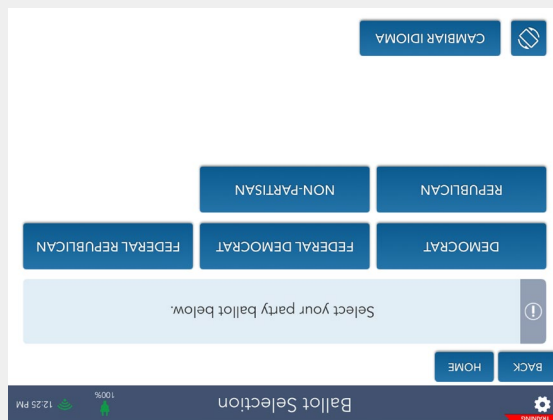 TRAINING
Ballot Selection
100%
12:25 PM
BACK
HOME
Select your party ballot below.
DEMOCRAT
FEDERAL DEMOCRAT
FEDERAL REPUBLICAN
REPUBLICAN
NON-PARTISAN
CAMBIAR IDIOMA